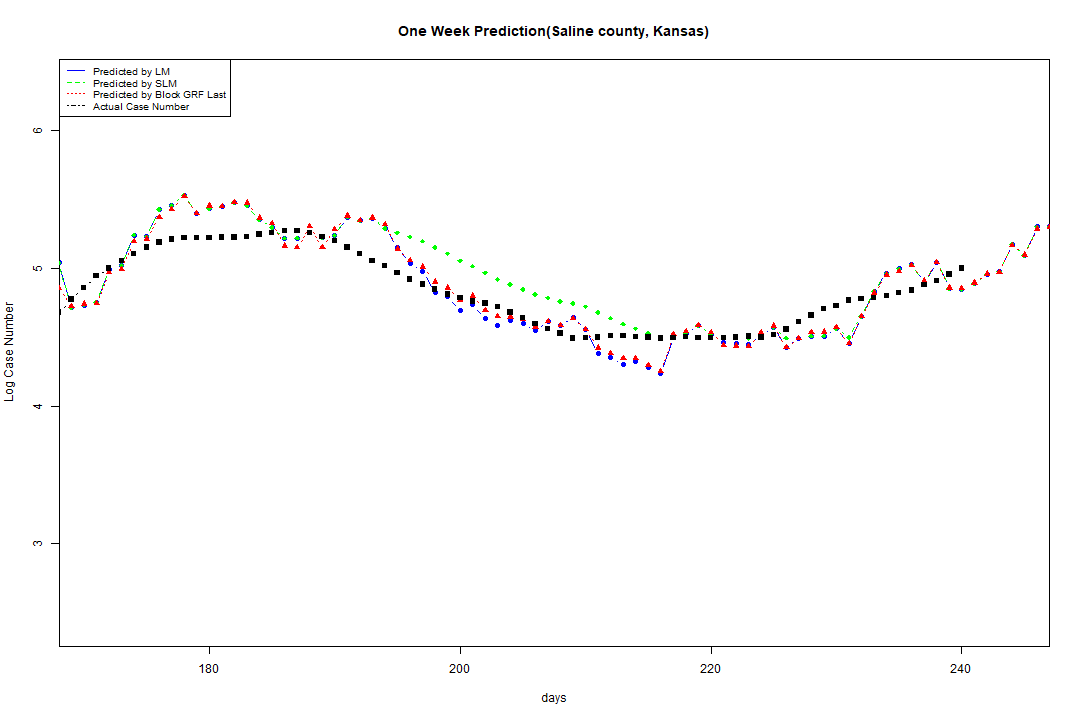 One Week Prediction(Saline county, Kansas)
Predicted by LM
Predicted by SLM
Predicted by Block GRF Last
Actual Case Number
6
5
4
3
Log Case Number
180
200
220
240
days